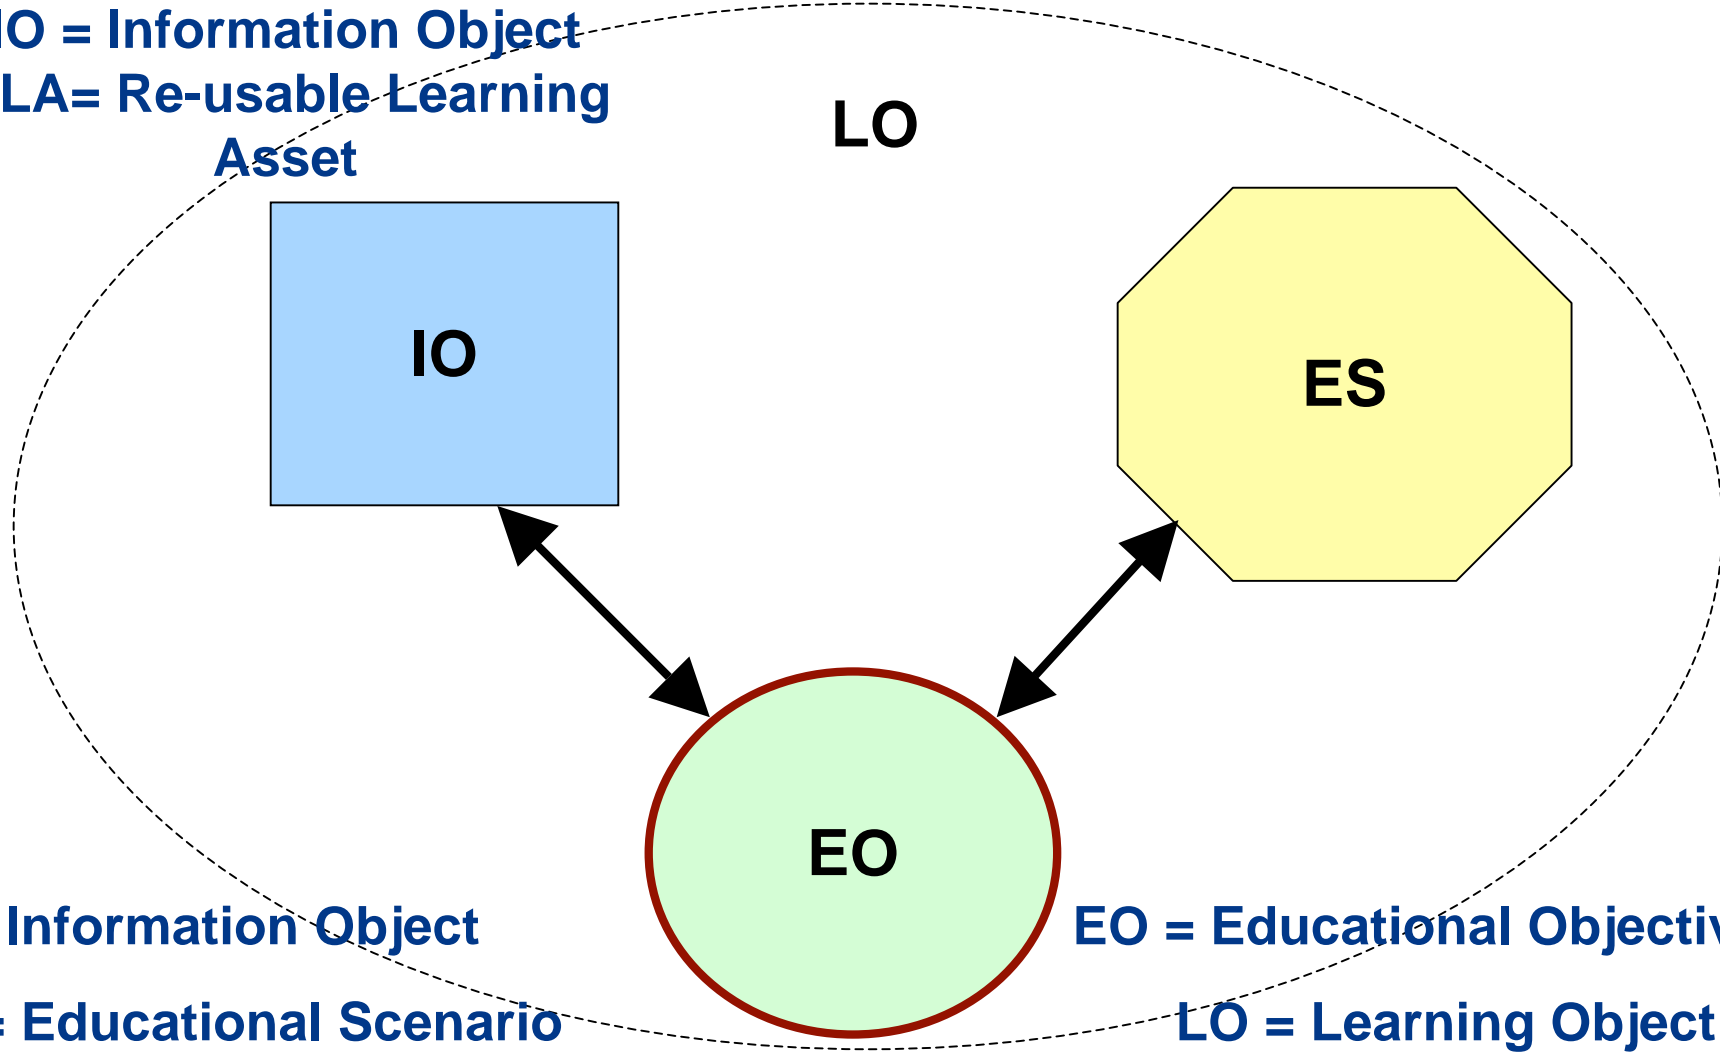 IO = Information Object
LA= Re-usable Learning
Asset
LO
IO
ES
EO
Information Object
EO = Educational Objectiv
= Educational Scenario
LO = Learning Object